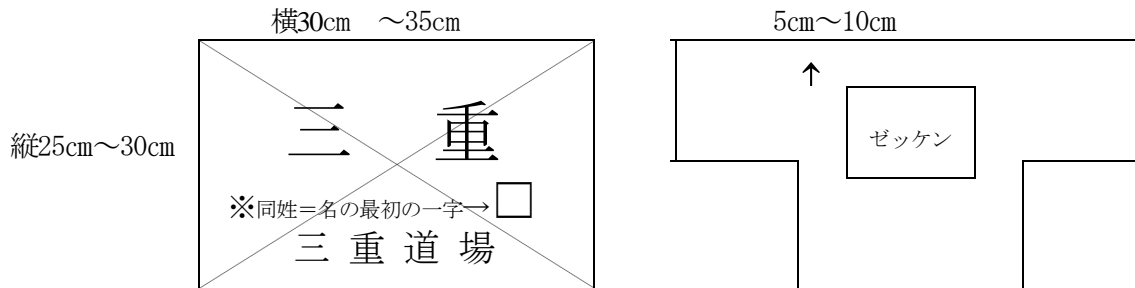 横30cm ～35cm
5cm～10cm
↑
三 重
ゼッケン
縦25cm～30cm
※同姓＝名の最初の一字→□
三 重 道 場